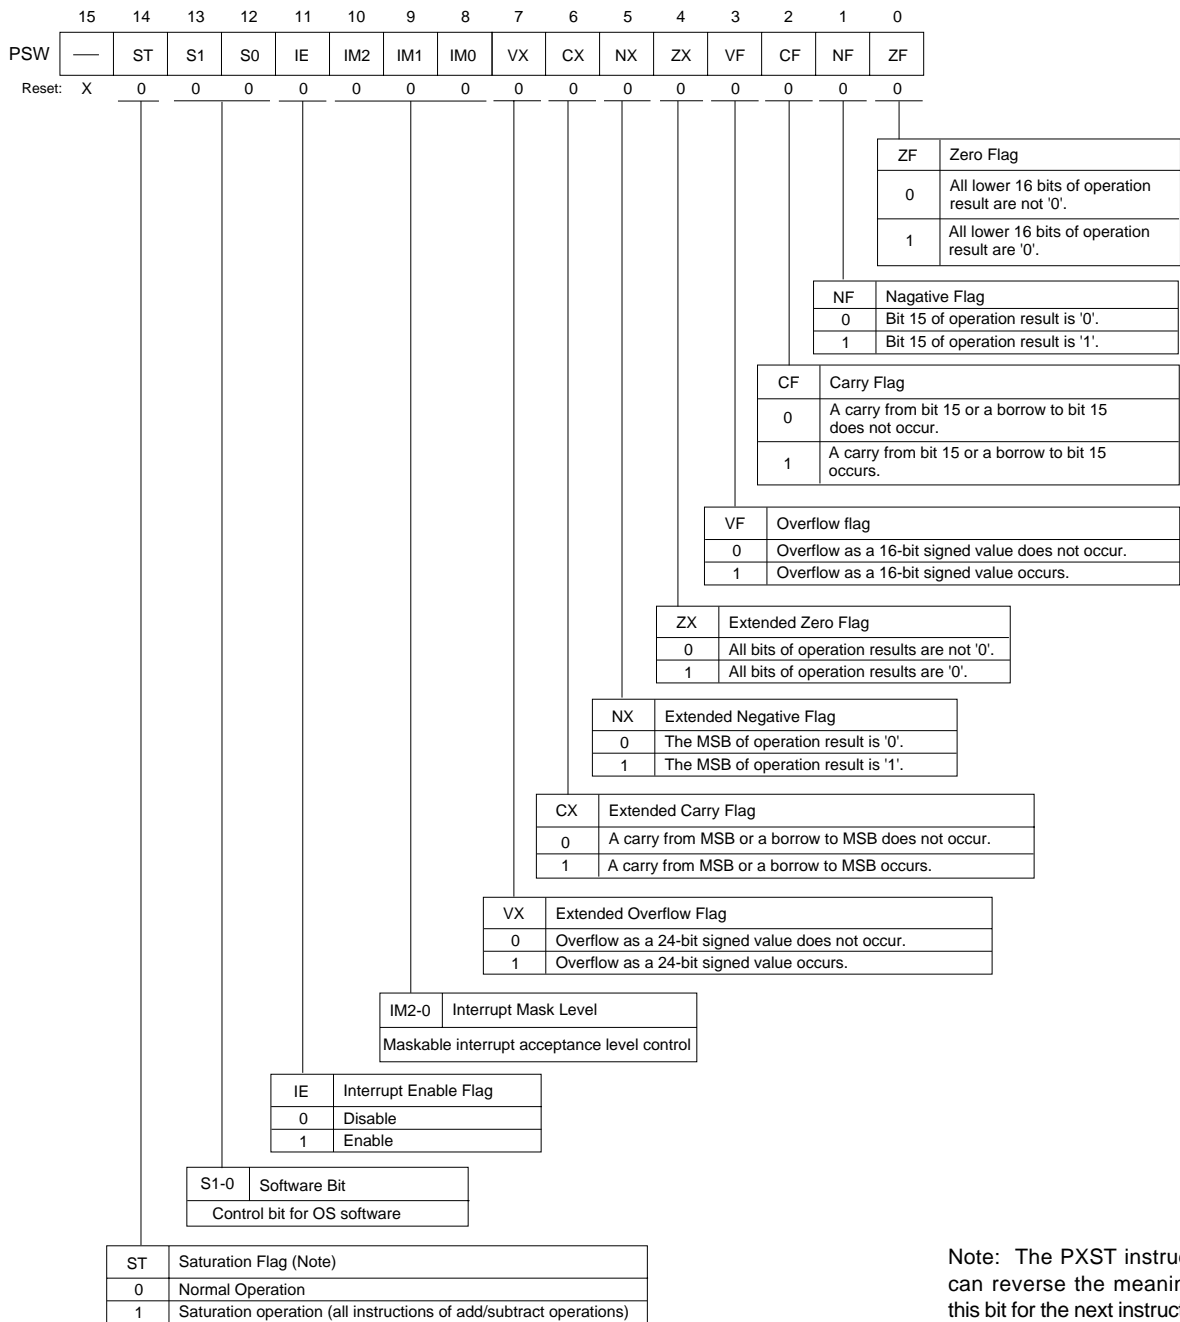 15 14 13 12 11 10 9 8 7 6 5 4 3 2 1 0
PSW — ST S1 S0 IE IM2 IM1 IM0 VX CX NX ZX VF CF NF ZF
Reset: X 0 0 0 0 0 0 0 0 0 0 0 0 0 0 0
ZF Zero Flag
0 All lower 16 bits of operation
result are not '0'.
1 All lower 16 bits of operation
result are '0'.
NF Nagative Flag
0 Bit 15 of operation result is '0'.
1 Bit 15 of operation result is '1'.
CF Carry Flag
0 A carry from bit 15 or a borrow to bit 15
does not occur.
1 A carry from bit 15 or a borrow to bit 15
occurs.
VF Overflow flag
0 Overflow as a 16-bit signed value does not occur.
1 Overflow as a 16-bit signed value occurs.
ZX Extended Zero Flag
0 All bits of operation results are not '0'.
1 All bits of operation results are '0'.
NX Extended Negative Flag
0 The MSB of operation result is '0'.
1 The MSB of operation result is '1'.
CX Extended Carry Flag
0 A carry from MSB or a borrow to MSB does not occur.
1 A carry from MSB or a borrow to MSB occurs.
VX Extended Overflow Flag
0 Overflow as a 24-bit signed value does not occur.
1 Overflow as a 24-bit signed value occurs.
IM2-0 Interrupt Mask Level
Maskable interrupt acceptance level control
IE Interrupt Enable Flag
0 Disable
1 Enable
S1-0 Software Bit
Control bit for OS software
ST Saturation Flag (Note)
0 Normal Operation
1 Saturation operation (all instructions of add/subtract operations)
Note: The PXST
can reverse the
this bit for the next